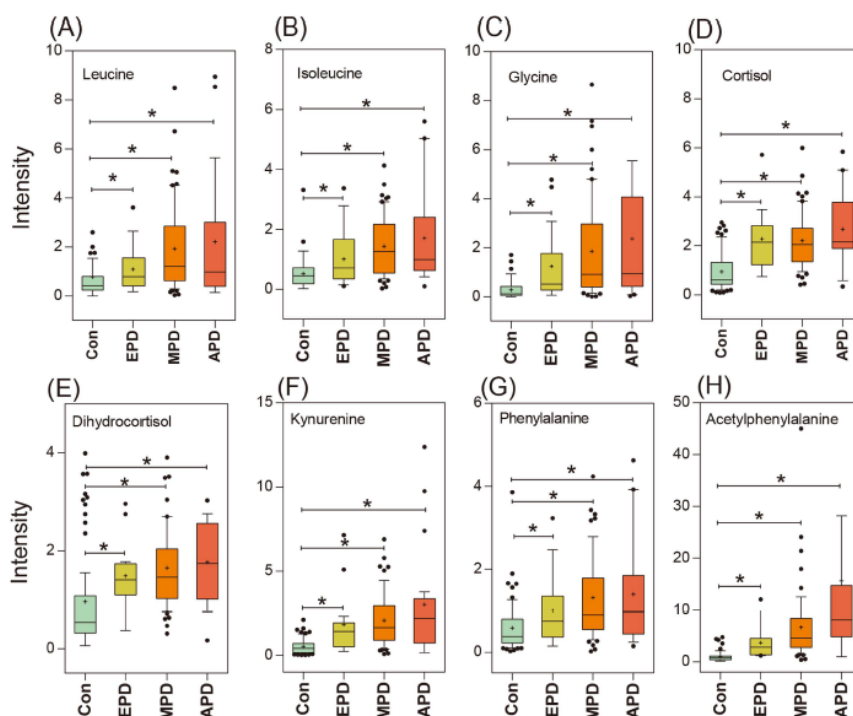 (A)
Leucine
10
8
6
4
2
0
Intensity
*
*
*
Con
EPD
MPD
APD
(B)
Isoleucine
8
6
4
2
0
*
*
*
Con
EPD
MPD
APD
(C)
Glycine
10
8
6
4
2
0
*
*
*
Con
EPD
MPD
APD
(D)
Cortisol
10
8
6
4
2
0
*
*
*
Con
EPD
MPD
APD
(E)
Dihydrocortisol
4
2
0
Intensity
*
*
*
Con
EPD
MPD
APD
(F)
Kynurenine
15
10
5
0
*
*
*
Con
EPD
MPD
APD
(G)
Phenylalanine
6
4
2
0
*
*
*
Con
EPD
MPD
APD
(H)
Acetylphenylalanine
50
40
30
20
10
0
*
*
*
Con
EPD
MPD
APD